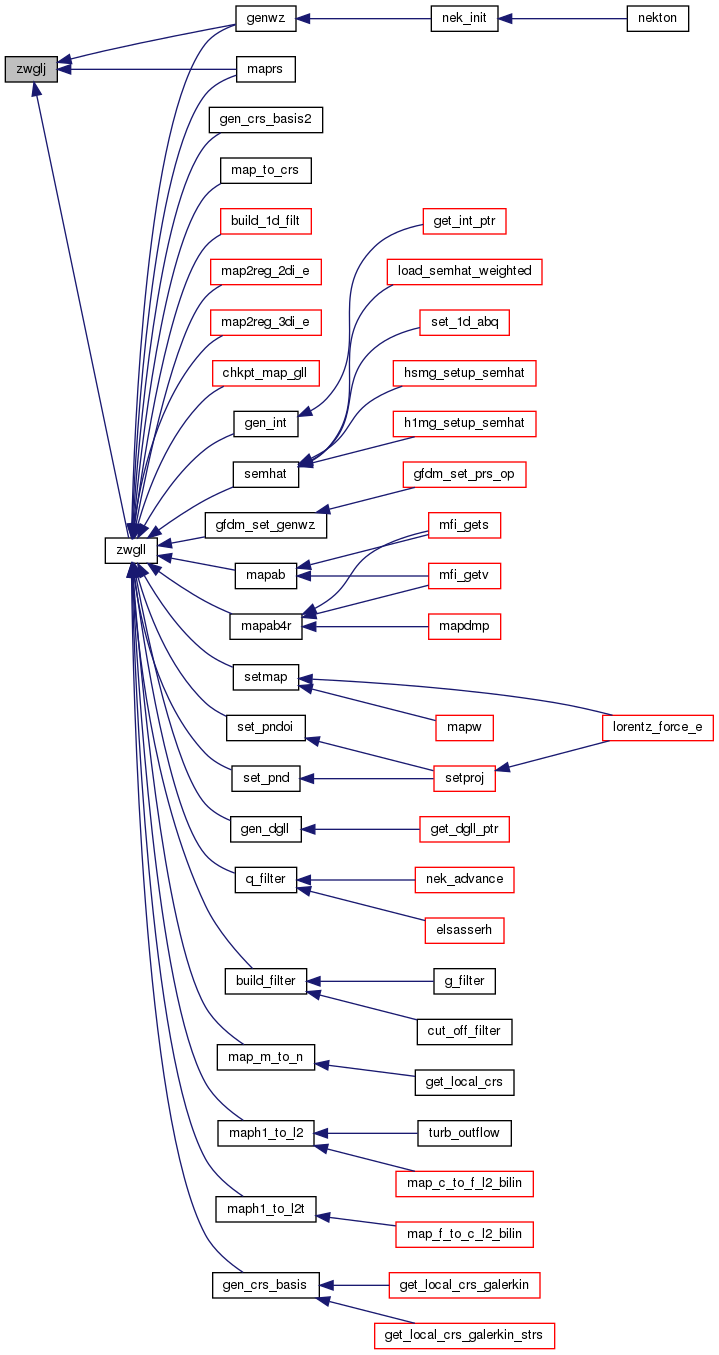 genwz
nek_init
nekton
zwglj
maprs
gen_crs_basis2
map_to_crs
build_1d_filt
get_int_ptr
map2reg_2di_e
load_semhat_weighted
map2reg_3di_e
set_1d_abq
chkpt_map_gll
hsmg_setup_semhat
gen_int
h1mg_setup_semhat
semhat
gfdm_set_prs_op
gfdm_set_genwz
mfi_gets
zwgll
mapab
mfi_getv
mapab4r
mapdmp
setmap
set_pndoi
mapw
lorentz_force_e
set_pnd
setproj
gen_dgll
get_dgll_ptr
q_filter
nek_advance
elsasserh
build_filter
g_filter
cut_off_filter
map_m_to_n
get_local_crs
maph1_to_l2
turb_outflow
map_c_to_f_l2_bilin
maph1_to_l2t
map_f_to_c_l2_bilin
gen_crs_basis
get_local_crs_galerkin
get_local_crs_galerkin_strs